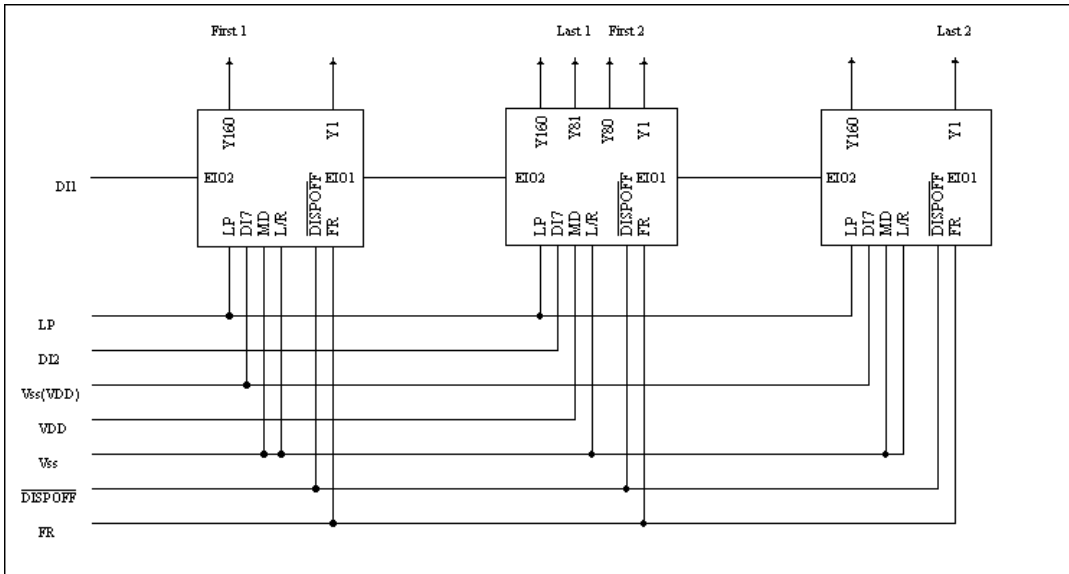 First 1
Last 1 First 2
Last 2
Y160 Y1
Y160 Y81 Y80 Y1
Y160 Y1
DI1
EIO2 EIO1
EIO2 EIO1
EIO2 EIO1
LP DI7 MD L/R DISPOFF FR
LP DI7 MD L/R DISPOFF FR
LP DI7 MD L/R DISPOFF FR
LP
DI2
Vss(VDD)
VDD
Vss
DISPOFF
FR